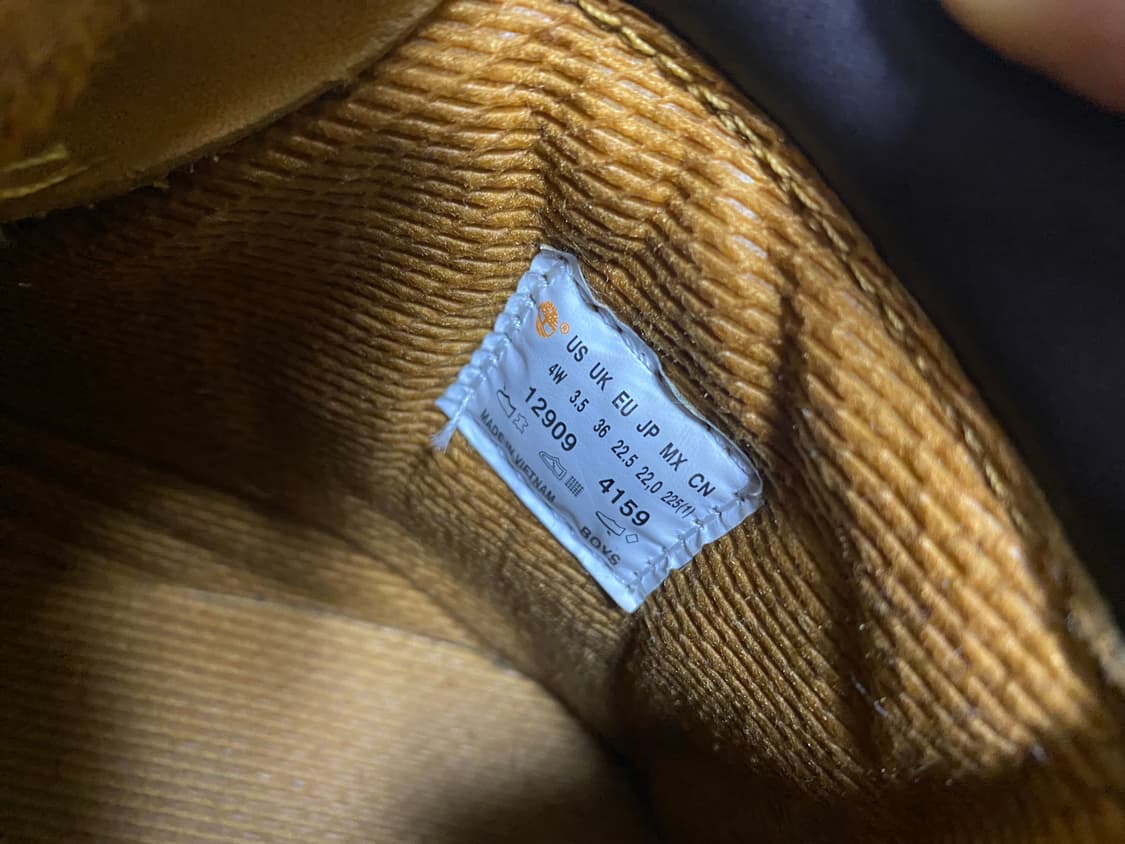 ®
US UK EU JP MX CN
4W 3.5 36 22.5 22.0 225(1)
12909 4159
MADE IN VIETNAM BOYS